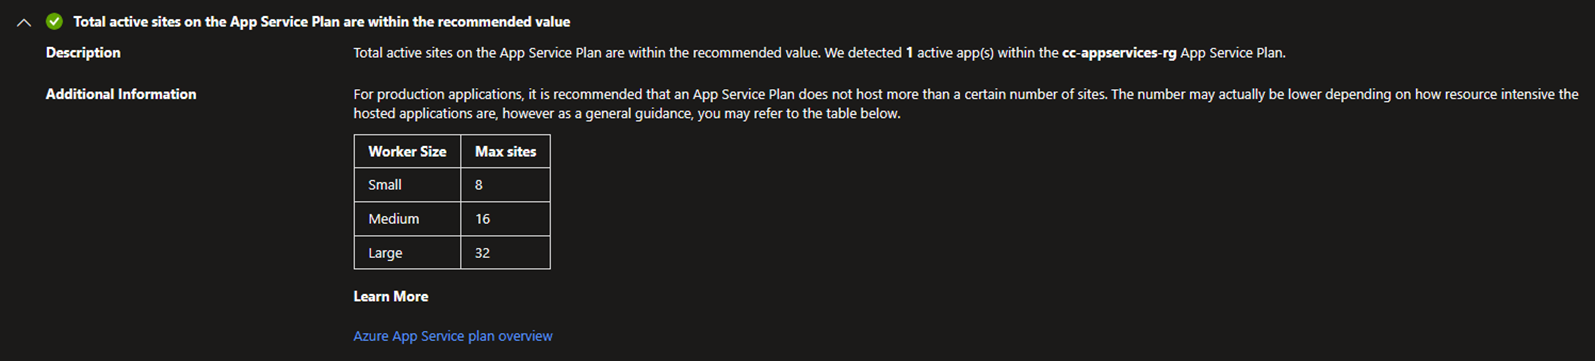 Total active sites on the App Service Plan are within the recommended value
Description
Total active sites on the App Service Plan are within the recommended value. We detected 1 active app(s) within the cc-appservices-rg App Service Plan.
Additional Information
For production applications, it is recommended that an App Service Plan does not host more than a certain number of sites. The number may actually be lower depending on how resource intensive the
hosted applications are, however as a general guidance, you may refer to the table below.
Worker Size Max sites
Small 8
Medium 16
Large 32
Learn More
Azure App Service plan overview